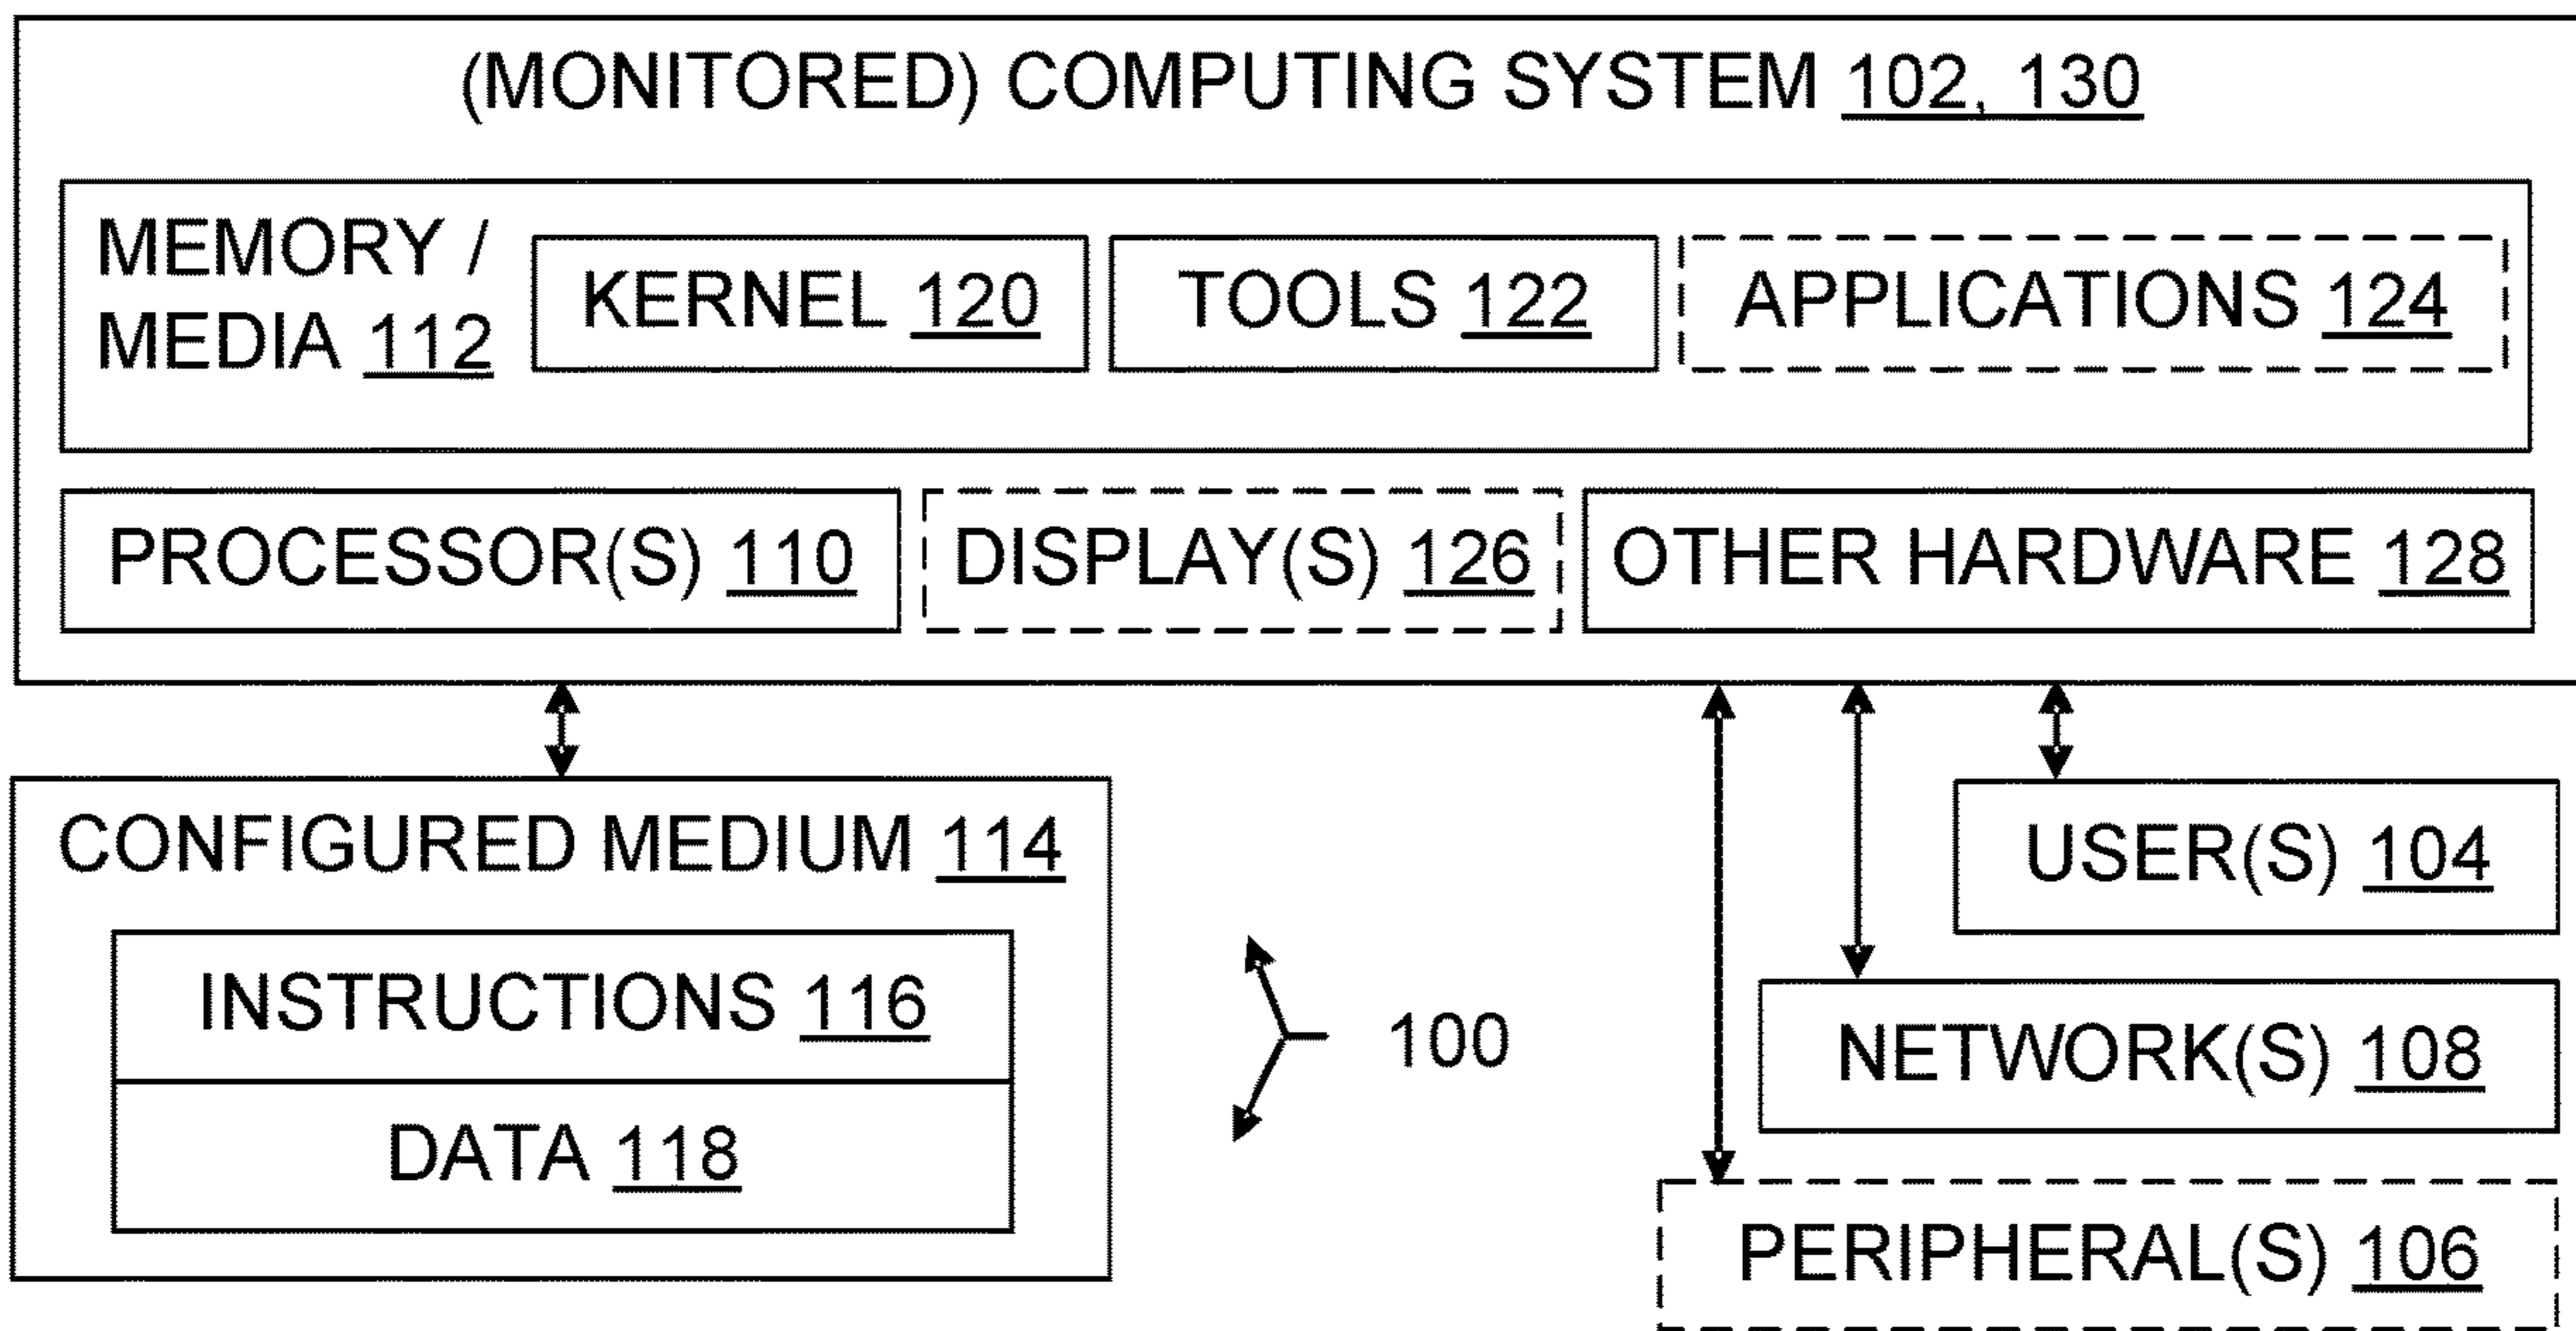 (MONITORED) COMPUTING SYSTEM 102, 130
MEMORY /
MEDIA 112
KERNEL 120
TOOLS 122
APPLICATIONS 124
PROCESSOR(S) 110
DISPLAY(S) 126
OTHER HARDWARE 128
CONFIGURED MEDIUM 114
INSTRUCTIONS 116
DATA 118
100
USER(S) 104
NETWORK(S) 108
PERIPHERAL(S) 106